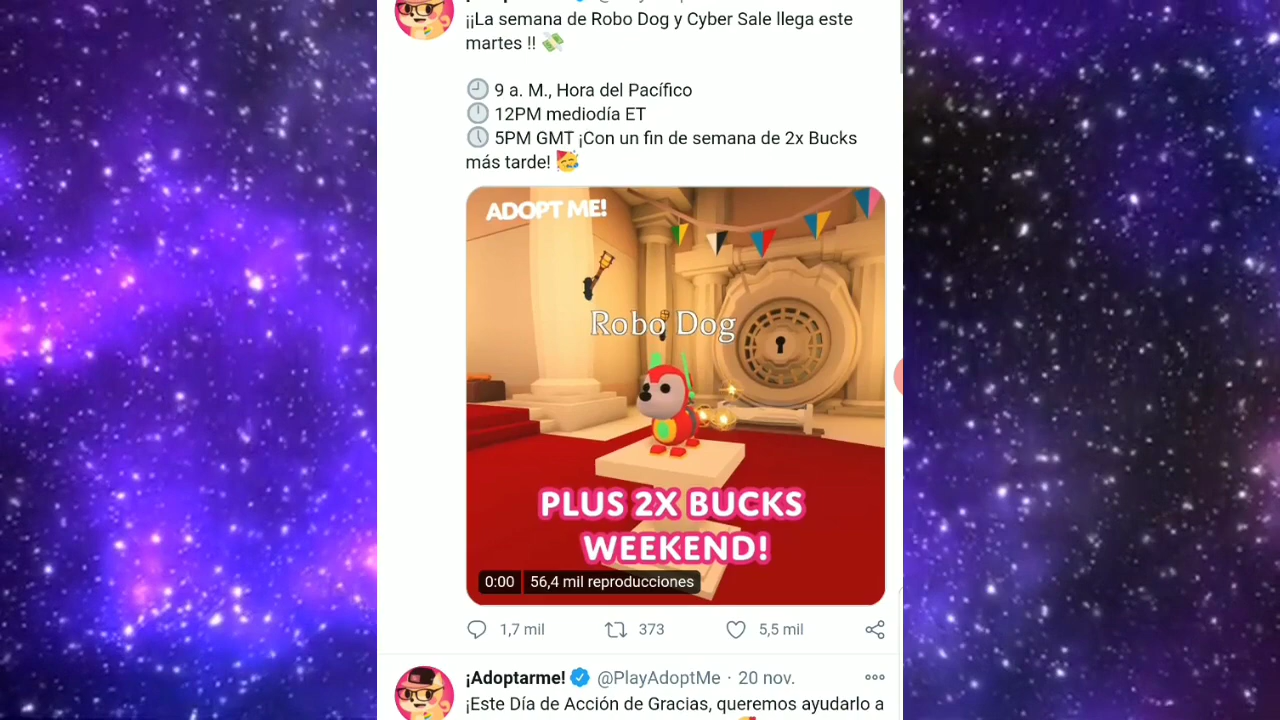 ¡¡La semana de Robo Dog y Cyber Sale llega este
martes !! 💸
🕘 9 a. M., Hora del Pacífico
🕛 12PM mediodía ET
🕔 5PM GMT ¡Con un fin de semana de 2x Bucks
más tarde! 🥳
ADOPT ME!
Robo Dog
PLUS 2X BUCKS
WEEKEND!
0:00 56,4 mil reproducciones
1,7 mil 373 5,5 mil
¡Adoptarme! @PlayAdoptMe · 20 nov.
¡Este Día de Acción de Gracias, queremos ayudarlo a